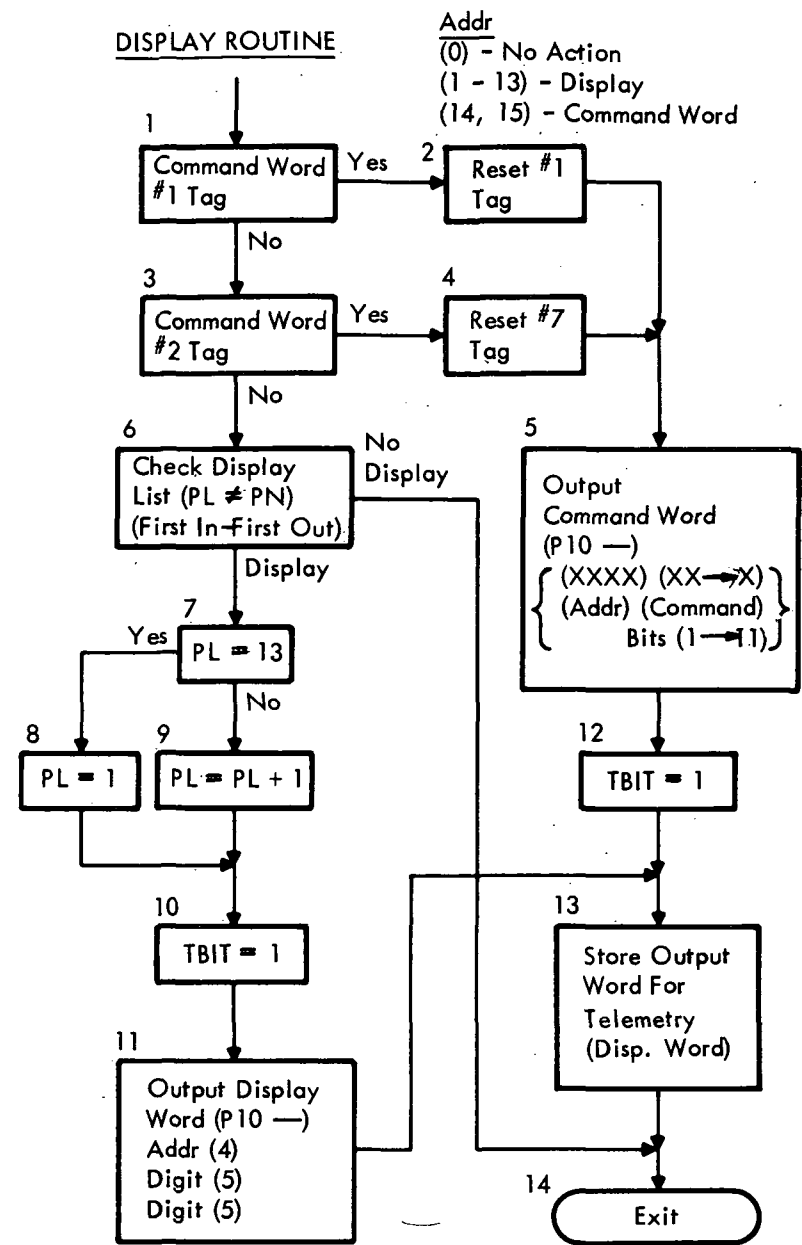 DISPLAY ROUTINE
Addr
(0) - No Action
(1 - 13) - Display
(14, 15) - Command Word
1
Command Word
#1 Tag
Yes
No
2
Reset #1
Tag
3
Command Word
#2 Tag
Yes
No
4
Reset #7
Tag
6
Check Display
List (PL ≠ PN)
(First In-First Out)
No
Display
Display
5
Output
Command Word
(P10 —)
(XXXX) (XX→X)
(Addr) (Command)
Bits (1→11)
7
Yes
PL = 13
No
8
PL = 1
9
PL = PL + 1
10
TBIT = 1
11
Output Display
Word (P10 —)
Addr (4)
Digit (5)
Digit (5)
12
TBIT = 1
13
Store Output
Word For
Telemetry
(Disp. Word)
14
Exit